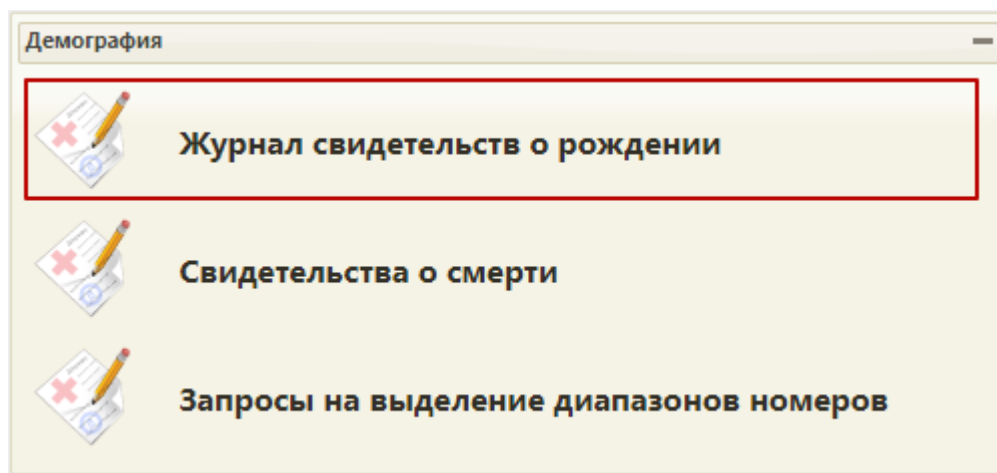 Демография
Журнал свидетельств о рождении
Свидетельства о смерти
Запросы на выделение диапазонов номеров